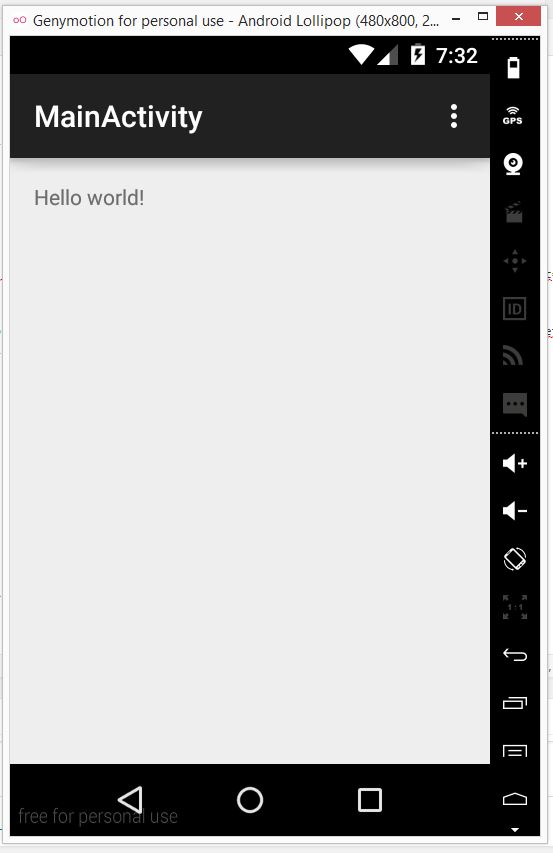 Genymotion for personal use - Android Lollipop (480x800, 2...
7:32
MainActivity
GPS
Hello world!
ID
1:1
free for personal use